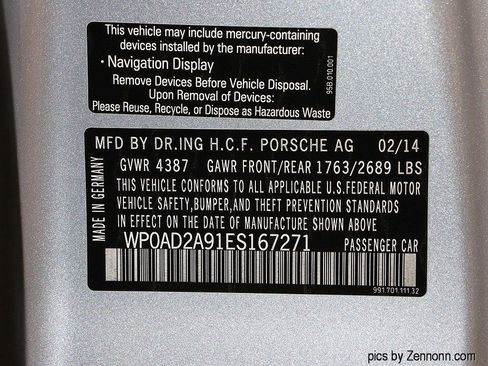 This vehicle may include mercury-containing
devices installed by the manufacturer:
• Navigation Display
Remove Devices Before Vehicle Disposal.
Upon Removal of Devices:
Please Reuse, Recycle, or Dispose as Hazardous Waste
95B.010.001
MFD BY DR.ING H.C.F. PORSCHE AG 02/14
GVWR 4387 GAWR FRONT/REAR 1763/2689 LBS
THIS VEHICLE CONFORMS TO ALL APPLICABLE U.S.FEDERAL MOTOR
VEHICLE SAFETY,BUMPER,AND THEFT PREVENTION STANDARDS
IN EFFECT ON THE DATE OF MANUFACTURE SHOWN ABOVE.
WP0AD2A91ES167271 PASSENGER CAR
MADE IN GERMANY
991.701.111.32
pics by Zennonn.com